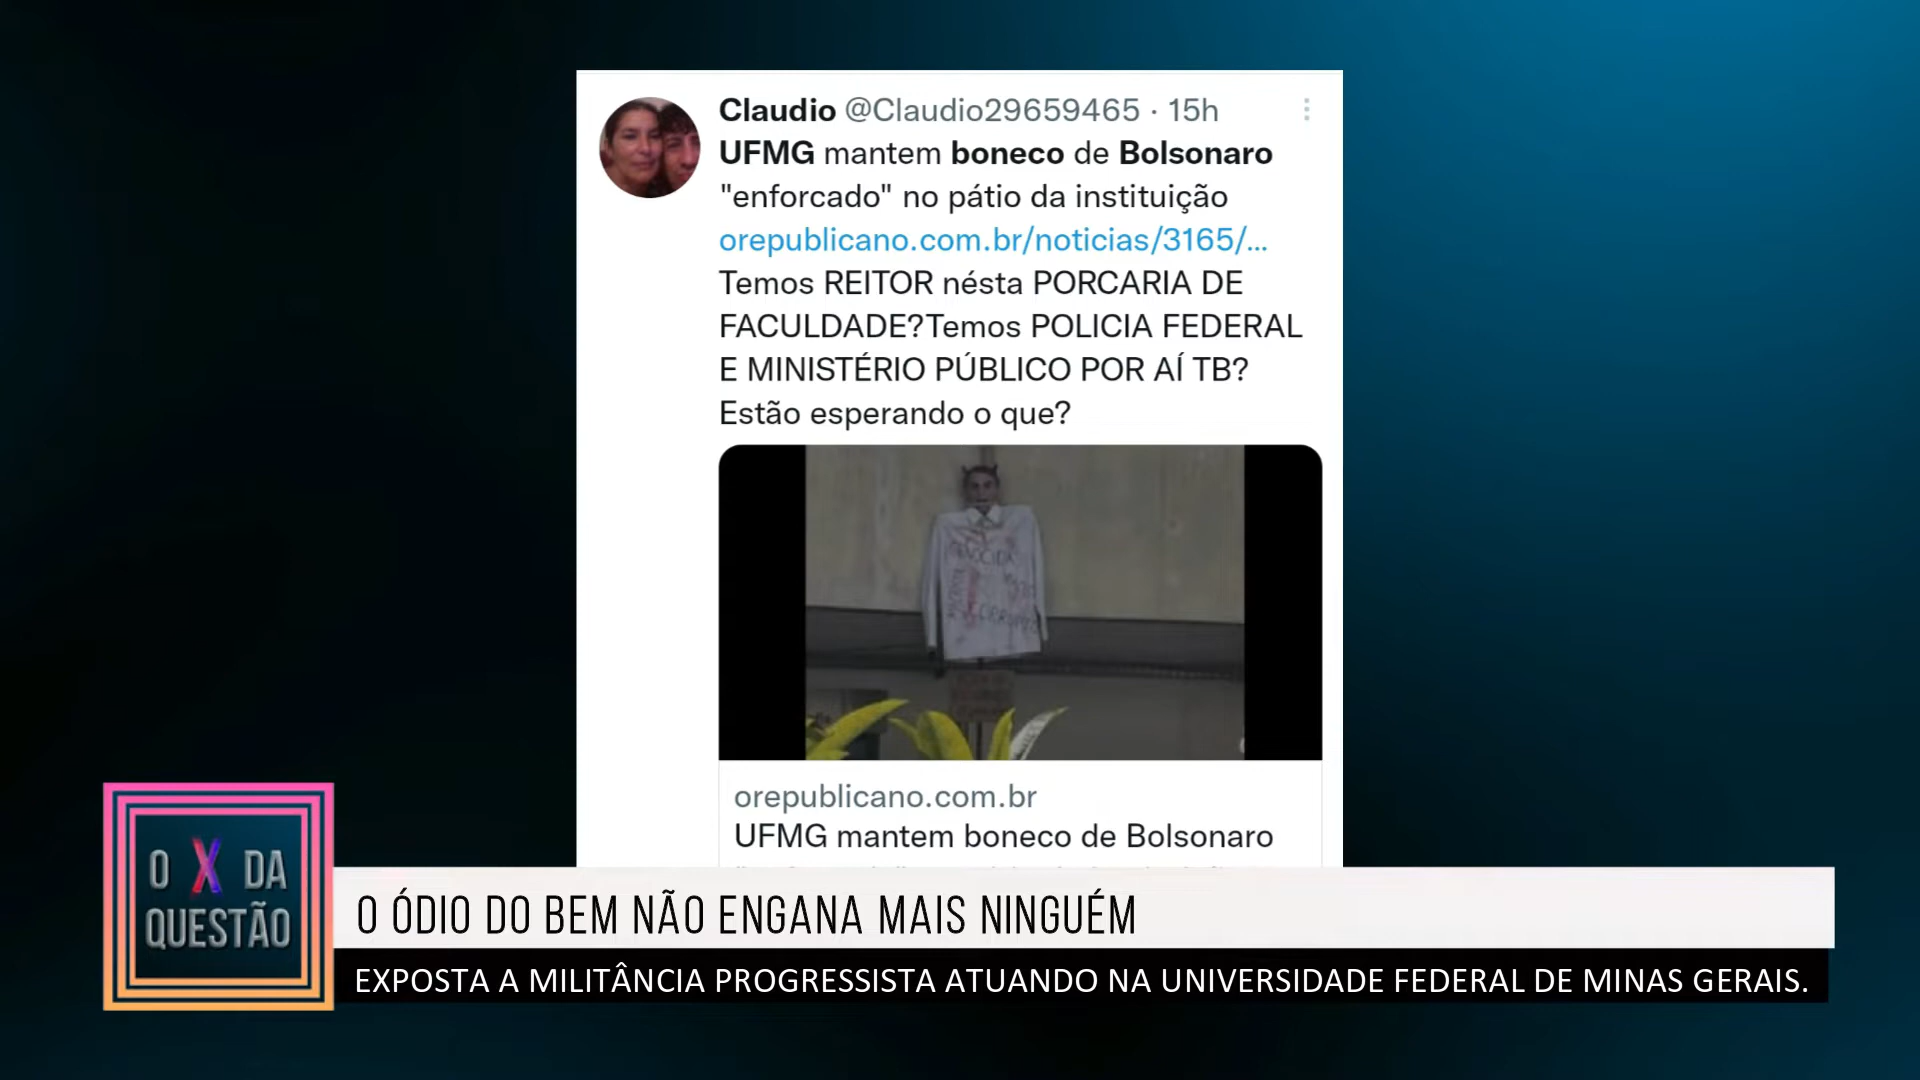 Claudio @Claudio29659465 · 15h
UFMG mantem boneco de Bolsonaro
"enforcado" no pátio da instituição
orepublicano.com.br/noticias/3165/...
Temos REITOR nésta PORCARIA DE
FACULDADE?Temos POLICIA FEDERAL
E MINISTÉRIO PÚBLICO POR AÍ TB?
Estão esperando o que?
orepublicano.com.br
UFMG mantem boneco de Bolsonaro
O X DA
QUESTÃO
O ÓDIO DO BEM NÃO ENGANA MAIS NINGUÉM
EXPOSTA A MILITÂNCIA PROGRESSISTA ATUANDO NA UNIVERSIDADE FEDERAL DE MINAS GERAIS.